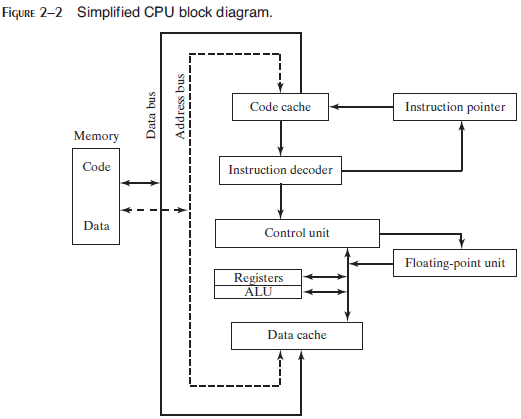 FIGURE 2–2 Simplified CPU block diagram.
Data bus
Address bus
Code cache
Instruction pointer
Memory
Code
Instruction decoder
Data
Control unit
Floating-point unit
Registers
ALU
Data cache